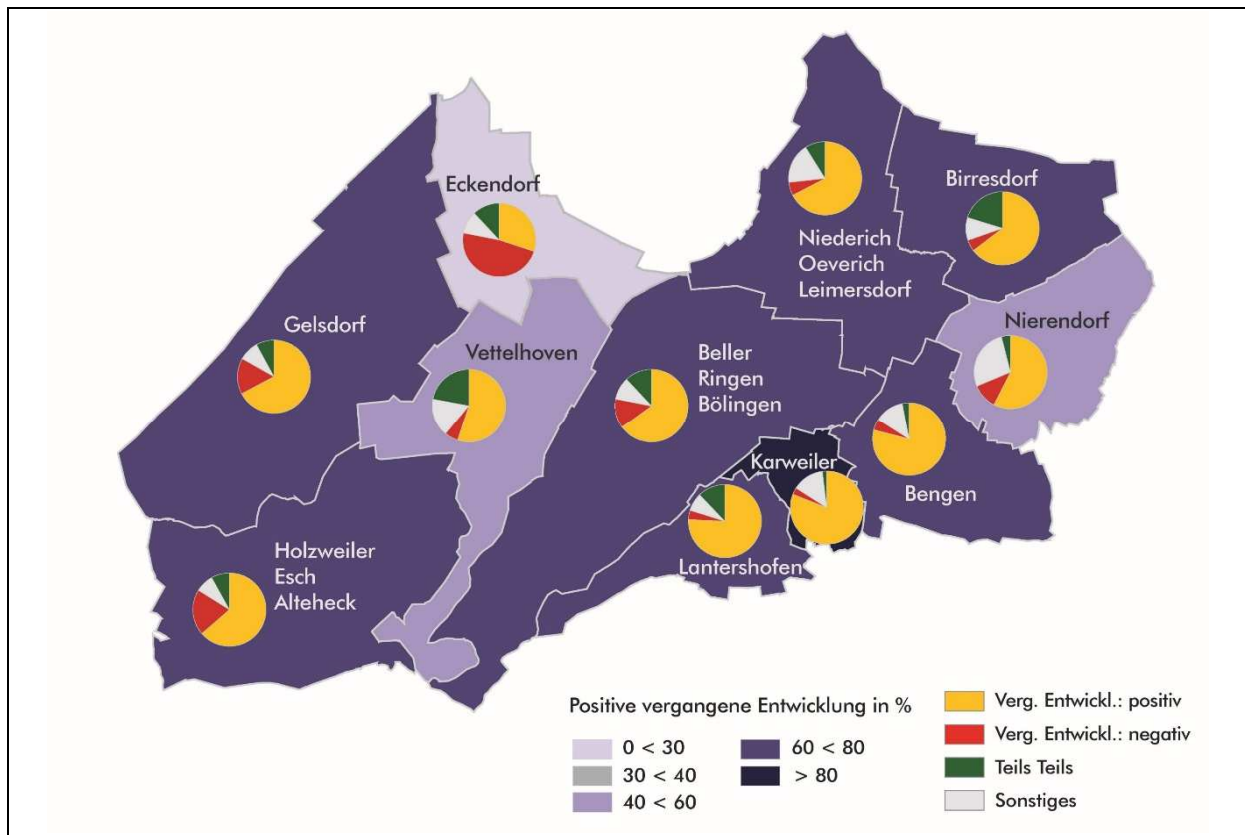 Eckendorf
Birresdorf
Niederich
Oeverich
Leimersdorf
Gelsdorf
Vettelhoven
Nierendorf
Beller
Ringen
Bölingen
Karweiler
Bengen
Lantershofen
Holzweiler
Esch
Alteheck
Positive vergangene Entwicklung in %
0 < 30
30 < 40
40 < 60
60 < 80
> 80
Verg. Entwickl.: positiv
Verg. Entwickl.: negativ
Teils Teils
Sonstiges